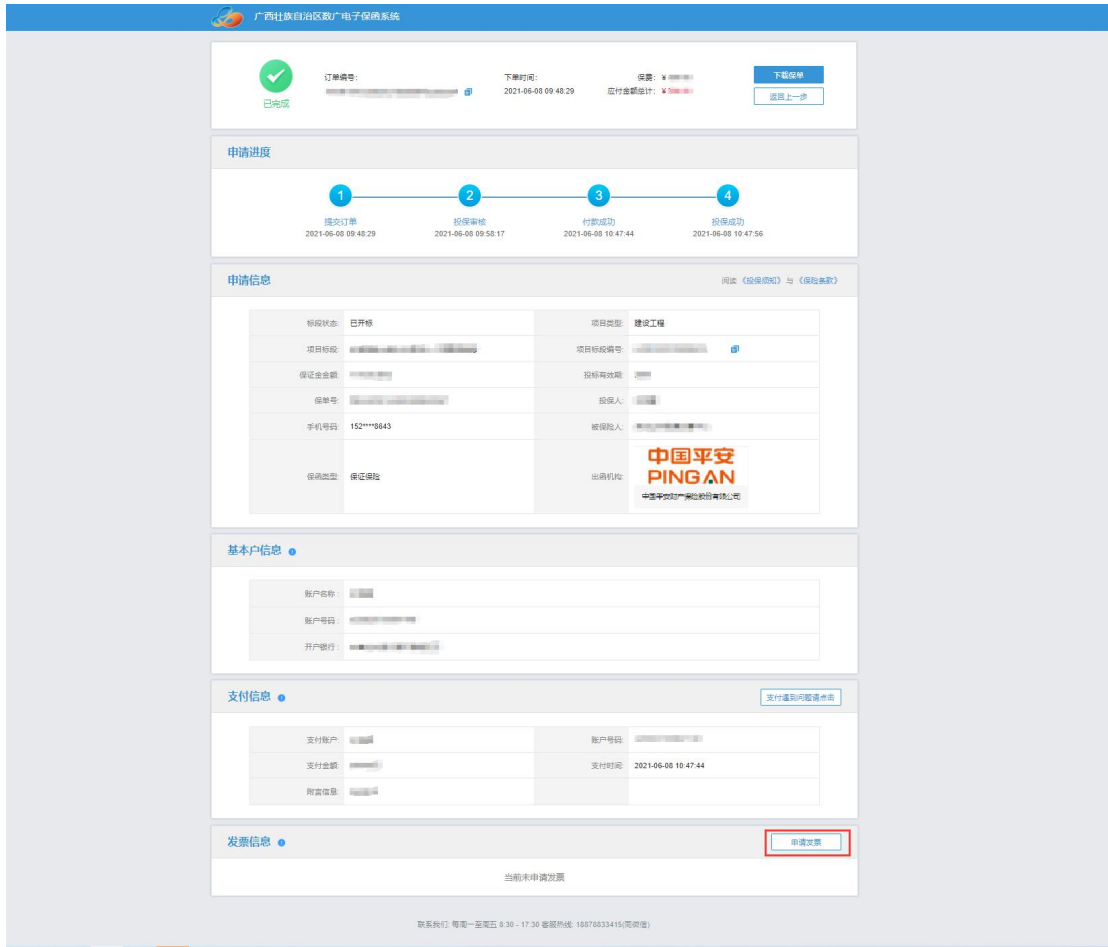 广西壮族自治区数广电子保函系统
已完成
订单编号:
下单时间:
2021-06-08 09:48:29
保费: ¥
应付金额总计: ¥
下载保单
返回上一步
申请进度
1 2 3 4
提交订单 投保审核 付款成功 投保成功
2021-06-08 09:48:29 2021-06-08 09:58:17 2021-06-08 10:47:44 2021-06-08 10:47:56
申请信息 阅读《投保须知》与《保险条款》
标段状态: 已开标 项目类型: 建设工程
项目标段: 项目标段编号:
保证金金额: 投标有效期:
保单号: 投保人:
手机号码: 152****8643 被保险人:
保函类型: 保证保险 出函机构:
中国平安
PINGAN
中国平安财产保险股份有限公司
基本户信息
账户名称:
账户号码:
开户银行:
支付信息 支付遇到问题请点击
支付账户: 账户号码:
支付金额: 支付时间: 2021-06-08 10:47:44
附言信息:
发票信息 申请发票
当前未申请发票
联系我们: 每周一至周五 8:30 - 17:30 客服热线: 18878833415(同微信)